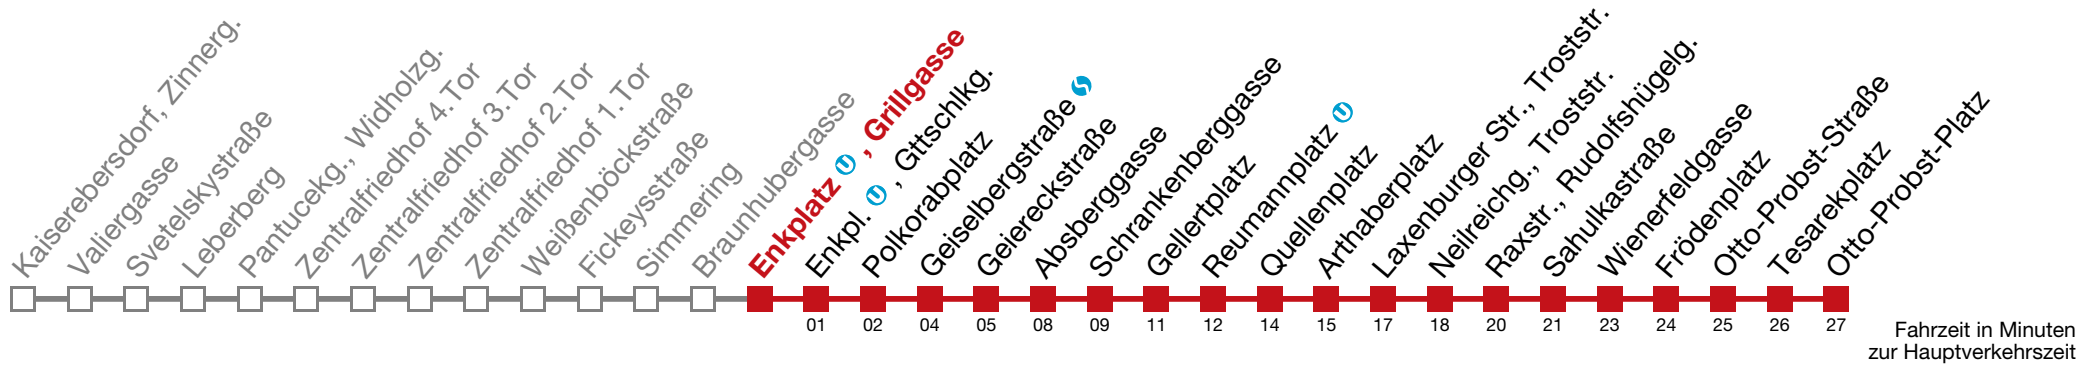 Kaiserebersdorf, Zinnerg.
Valiergasse
Svetelskystraße
Leberberg
Pantucekg., Widholzg.
Zentralfriedhof 4.Tor
Zentralfriedhof 3.Tor
Zentralfriedhof 2.Tor
Zentralfriedhof 1.Tor
Weißenböckstraße
Fickeysstraße
Simmering
Braunhubergasse
Enkplatz U , Grillgasse
Enkpl. U , Gttschlkg.
Polkorabplatz
Geiselbergstraße S
Geiereckstraße
Absberggasse
Schrankenberggasse
Gellertplatz
Reumannplatz U
Quellenplatz
Arthaberplatz
Laxenburger Str., Troststr.
Neilreichg., Troststr.
Raxstr., Rudolfshügelg.
Sahulkastraße
Wienerfeldgasse
Frödenplatz
Otto-Probst-Straße
Tesarekplatz
Otto-Probst-Platz
01 02 04 05 08 09 11 12 14 15 17 18 20 21 23 24 25 26 27
Fahrzeit in Minuten
zur Hauptverkehrszeit